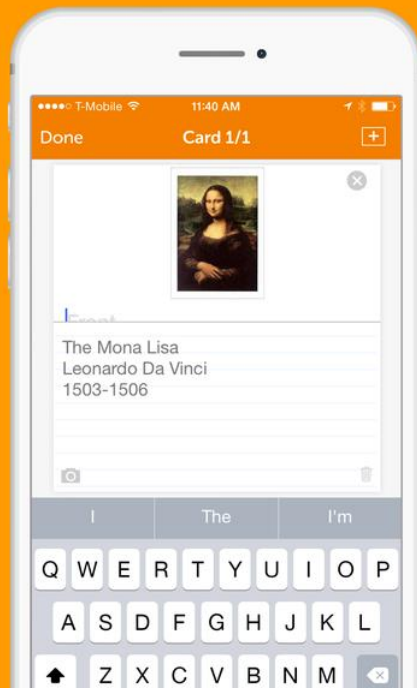 T-Mobile 11:40 AM
Done Card 1/1 +
Front
The Mona Lisa
Leonardo Da Vinci
1503-1506
I The I'm
Q W E R T Y U I O P
A S D F G H J K L
Z X C V B N M